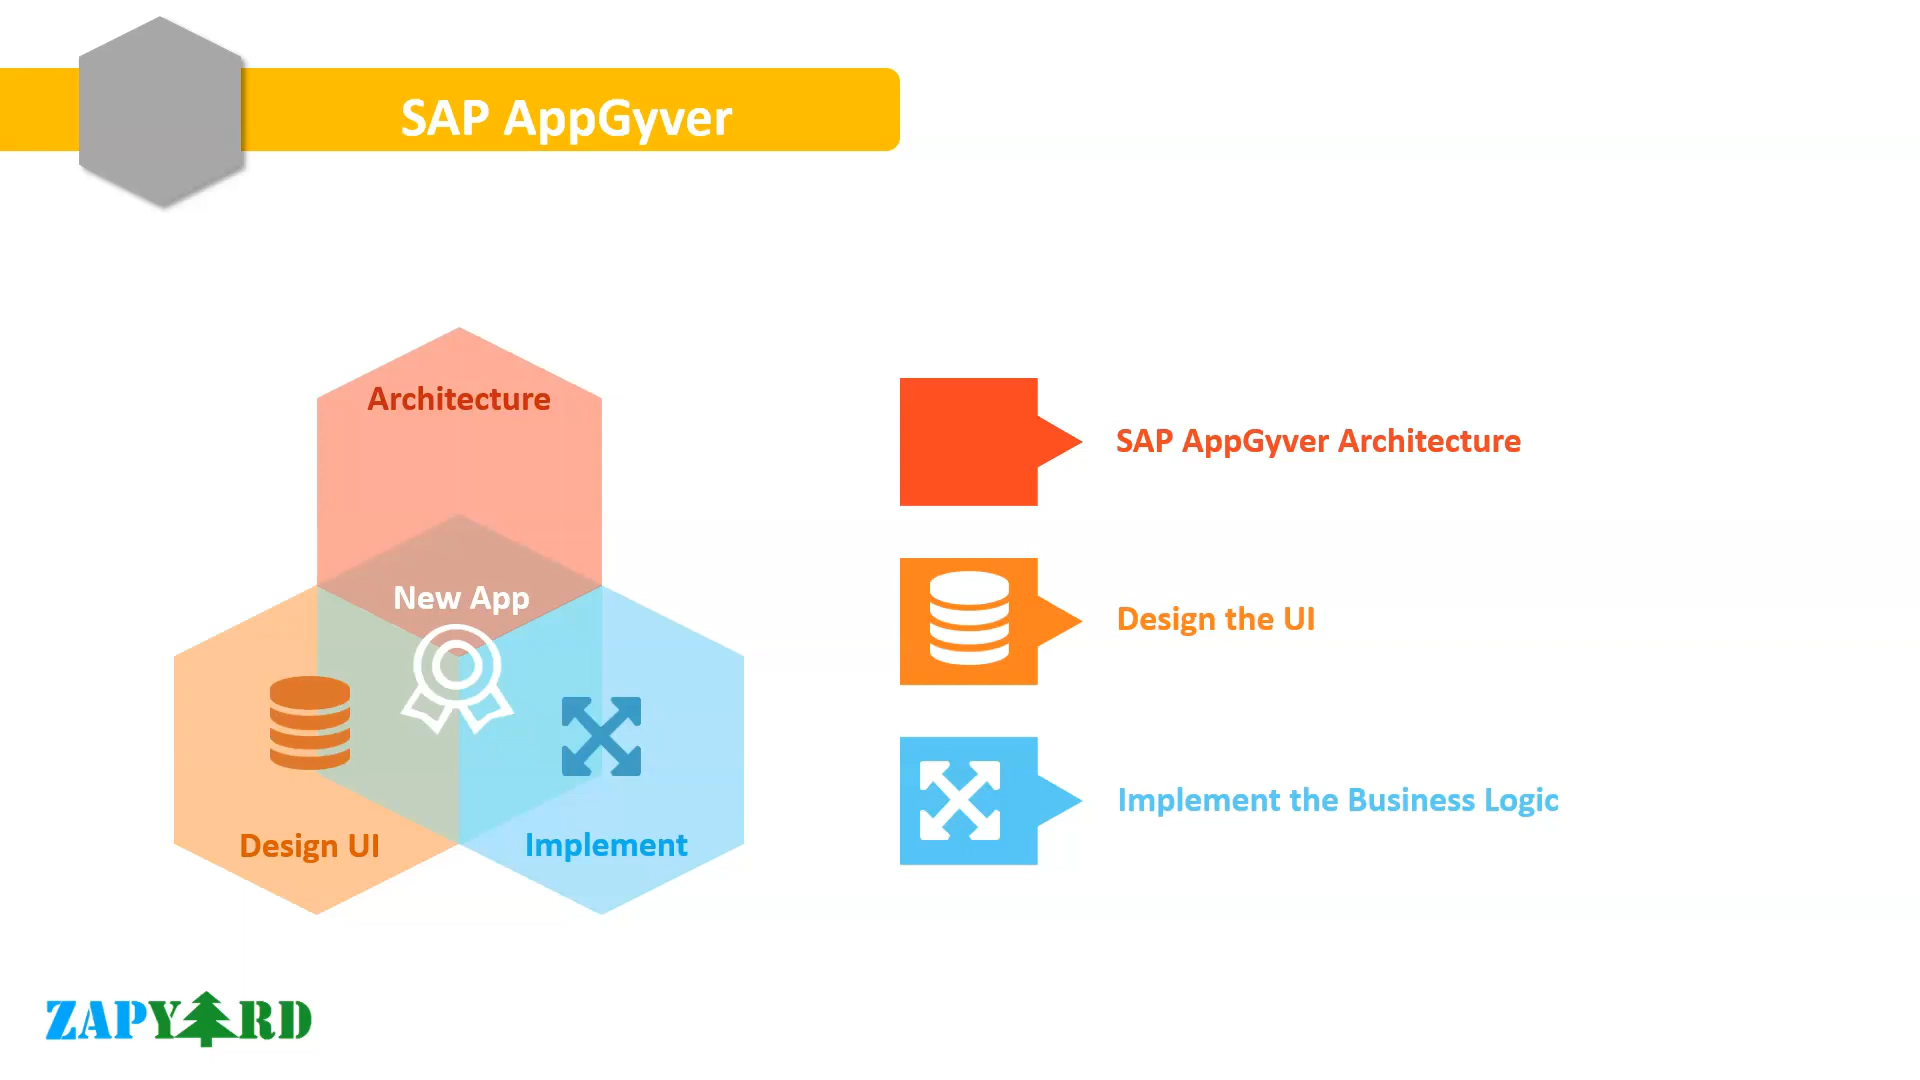 SAP AppGyver
Architecture
New App
Design UI
Implement
SAP AppGyver Architecture
Design the UI
Implement the Business Logic
ZAPYARD